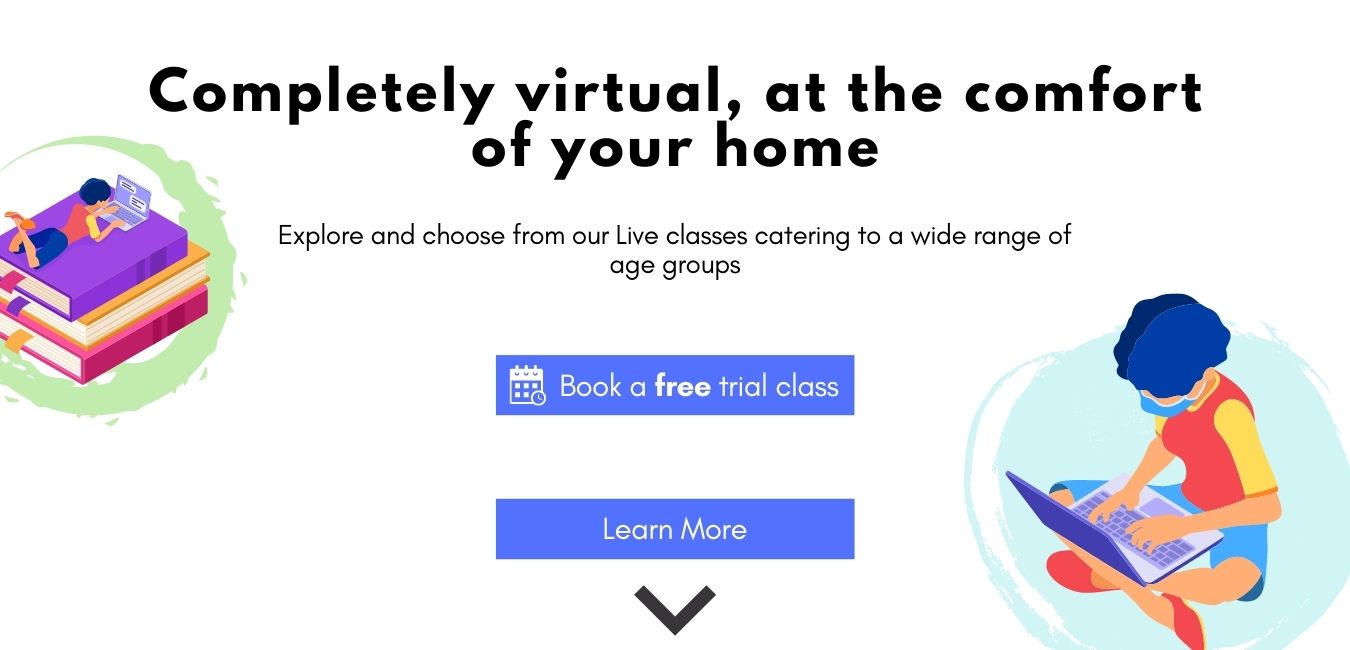 Completely virtual, at the comfort
of your home
Explore and choose from our Live classes catering to a wide range of
age groups
Book a free trial class
Learn More